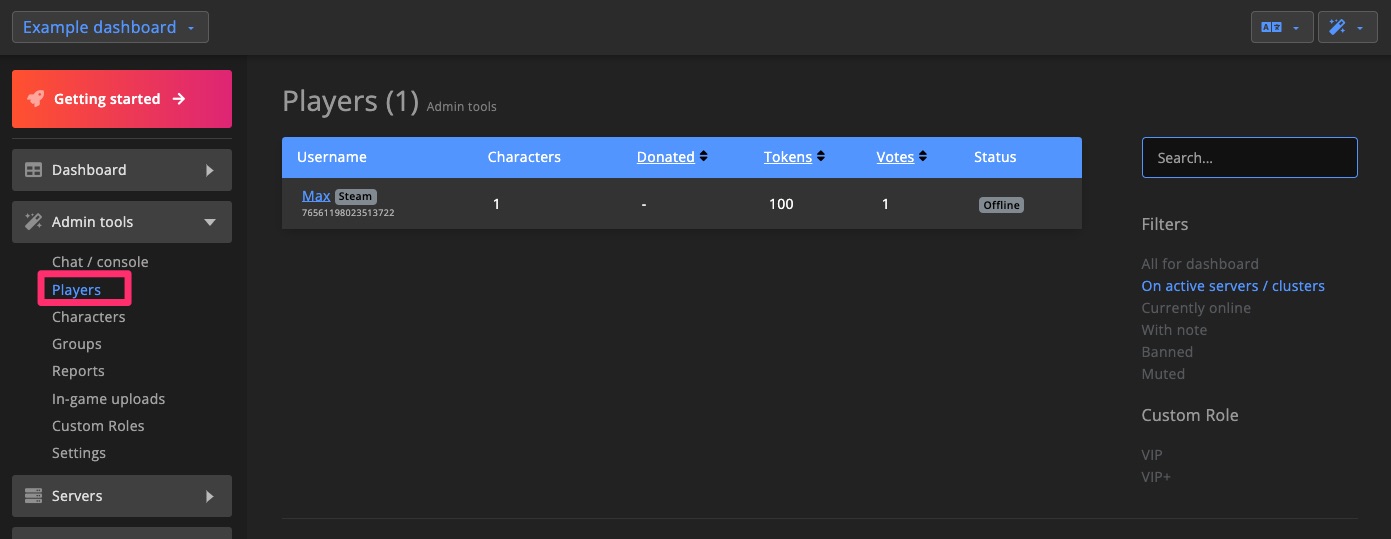 Example dashboard
Getting started
Dashboard
Admin tools
Chat / console
Players
Characters
Groups
Reports
In-game uploads
Custom Roles
Settings
Servers
Players (1) Admin tools
Username Characters Donated Tokens Votes Status
Max Steam 1 - 100 1 Offline
76561198023513722
Search...
Filters
All for dashboard
On active servers / clusters
Currently online
With note
Banned
Muted
Custom Role
VIP
VIP+